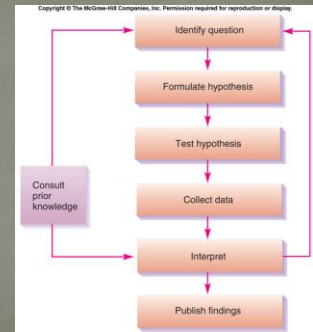 Copyright © The McGraw-Hill Companies, Inc. Permission required for reproduction or display.
Identify question
Formulate hypothesis
Test hypothesis
Consult
prior
knowledge
Collect data
Interpret
Publish findings